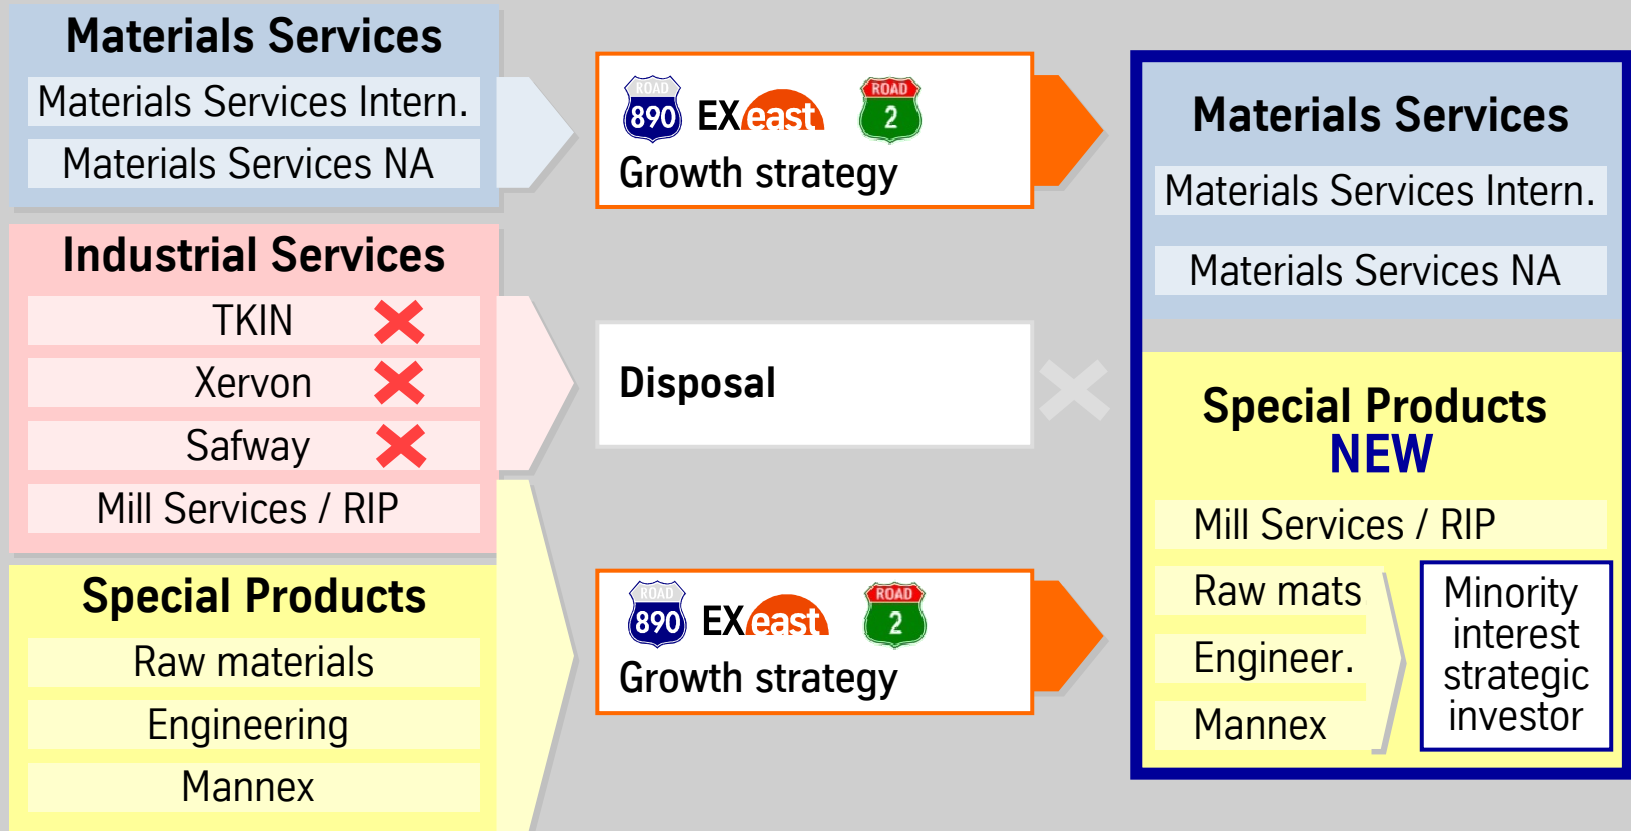 Materials Services
Materials Services Intern.
Materials Services NA
Industrial Services
TKIN
Xervon
Safway
Mill Services / RIP
Special Products
Raw materials
Engineering
Mannex
ROAD
890
EXeast
ROAD
2
Growth strategy
Disposal
ROAD
890
EXeast
ROAD
2
Growth strategy
Materials Services
Materials Services Intern.
Materials Services NA
Special Products
NEW
Mill Services / RIP
Raw mats
Engineer.
Mannex
Minority
interest
strategic
investor